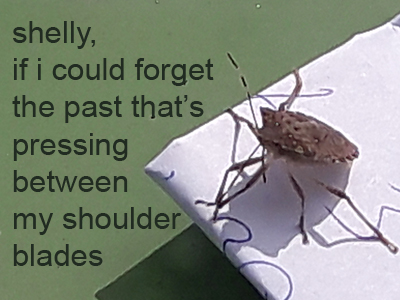 shelly,
if i could forget
the past that's
pressing
between
my shoulder
blades